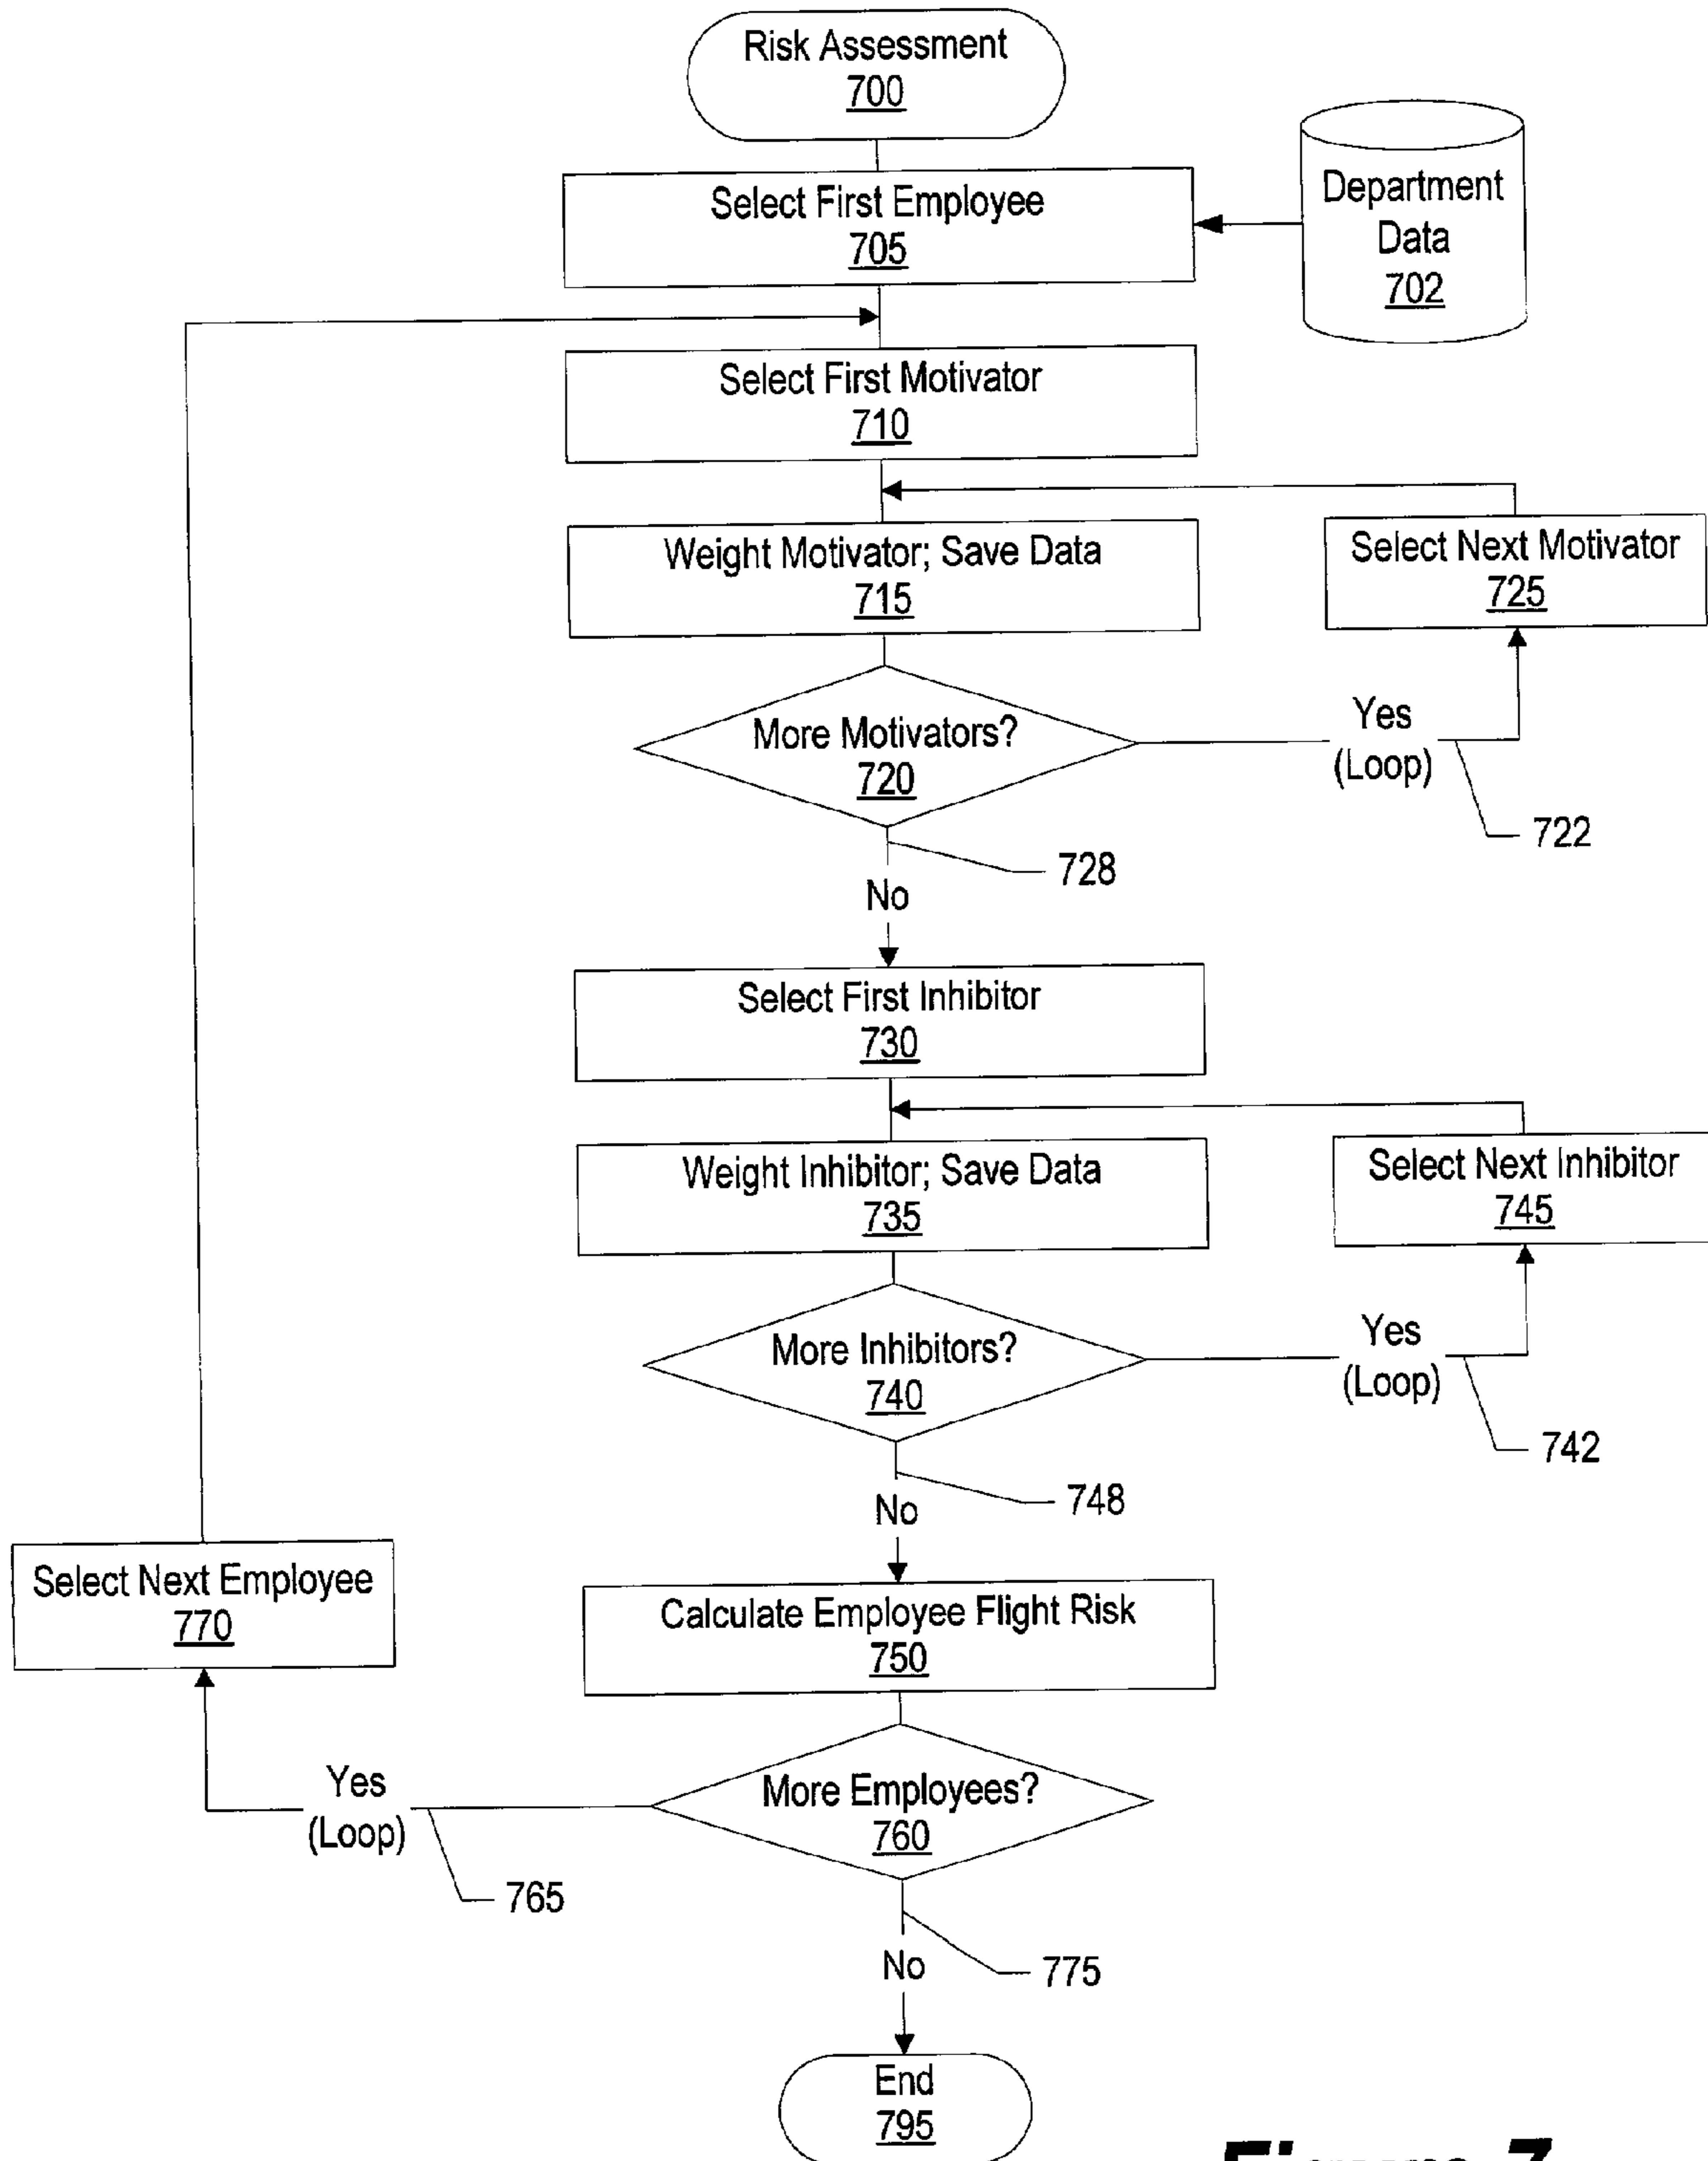 Risk Assessment
700
Department
Data
702
Select First Employee
705
Select First Motivator
710
Weight Motivator; Save Data
715
Select Next Motivator
725
More Motivators?
720
Yes
(Loop)
722
728
No
Select First Inhibitor
730
Weight Inhibitor; Save Data
735
Select Next Inhibitor
745
More Inhibitors?
740
Yes
(Loop)
742
748
No
Select Next Employee
770
Calculate Employee Flight Risk
750
More Employees?
760
Yes
(Loop)
765
775
No
End
795
Figure 7